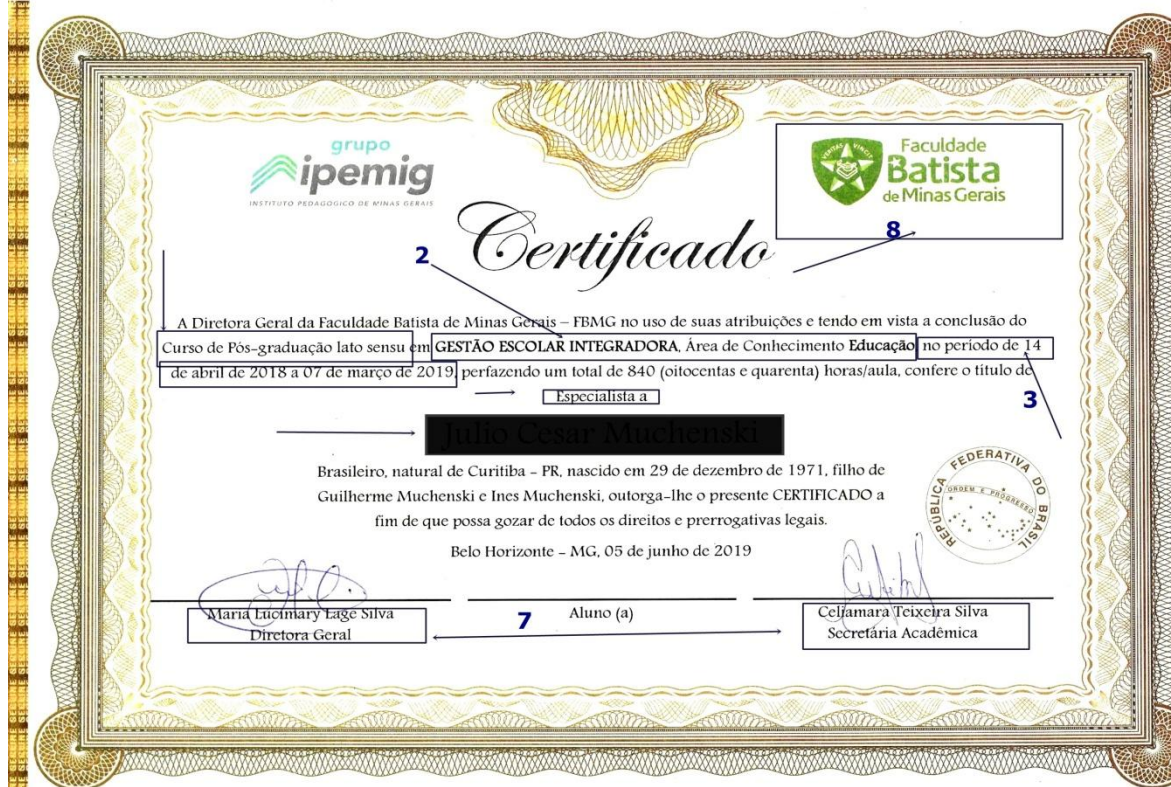 grupo
ipemig
INSTITUTO PEDAGOGICO DE MINAS GERAIS
VERITAS VINCIT
Faculdade
Batista
de Minas Gerais
8
Certificado
2
A Diretora Geral da Faculdade Batista de Minas Gerais – FBMG no uso de suas atribuições e tendo em vista a conclusão do
Curso de Pós-graduação lato sensu em GESTÃO ESCOLAR INTEGRADORA, Área de Conhecimento Educação no período de 14
de abril de 2018 a 07 de março de 2019, perfazendo um total de 840 (oitocentas e quarenta) horas/aula, confere o título de
Especialista a
3
Julio Cesar Muchenski
Brasileiro, natural de Curitiba – PR, nascido em 29 de dezembro de 1971, filho de
Guilherme Muchenski e Ines Muchenski, outorga-lhe o presente CERTIFICADO a
fim de que possa gozar de todos os direitos e prerrogativas legais.
REPÚBLICA FEDERATIVA DO BRASIL
ORDEM E PROGRESSO
Belo Horizonte – MG, 05 de junho de 2019
Maria Lucimary Lage Silva
Diretora Geral
7
Aluno (a)
Celiamara Teixeira Silva
Secretária Acadêmica